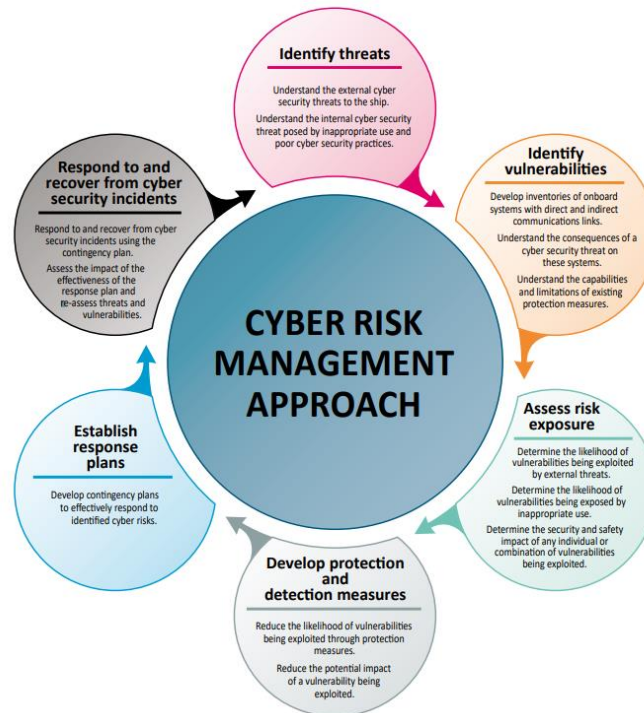 Identify threats
Understand the external cyber
security threats to the ship.
Understand the internal cyber security
threat posed by inappropriate use and
poor cyber security practices.
Identify
vulnerabilities
Develop inventories of onboard
systems with direct and indirect
communications links.
Understand the consequences of a
cyber security threat on
these systems.
Understand the capabilities
and limitations of existing
protection measures.
Assess risk
exposure
Determine the likelihood of
vulnerabilities being exploited
by external threats.
Determine the likelihood of
vulnerabilities being exposed by
inappropriate use.
Determine the security and safety
impact of any individual or
combination of vulnerabilities
being exploited.
Develop protection
and
detection measures
Reduce the likelihood of vulnerabilities
being exploited through protection
measures.
Reduce the potential impact
of a vulnerability being
exploited.
Establish
response plans
Develop contingency plans
to effectively respond to
identified cyber risks.
Respond to and
recover from cyber
security incidents
Respond to and recover from cyber
security incidents using the
contingency plan.
Assess the impact of the
effectiveness of the
response plan and
re-assess threats and
vulnerabilities.
CYBER RISK
MANAGEMENT
APPROACH